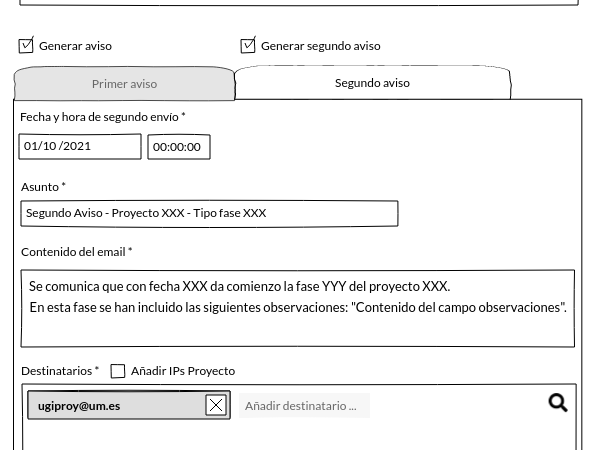 Generar aviso Generar segundo aviso
Primer aviso Segundo aviso
Fecha y hora de segundo envío *
01/10 /2021 00:00:00
Asunto *
Segundo Aviso - Proyecto XXX - Tipo fase XXX
Contenido del email *
Se comunica que con fecha XXX da comienzo la fase YYY del proyecto XXX.
En esta fase se han incluido las siguientes observaciones: "Contenido del campo observaciones".
Destinatarios * Añadir IPs Proyecto
ugiproy@um.es Añadir destinatario ...